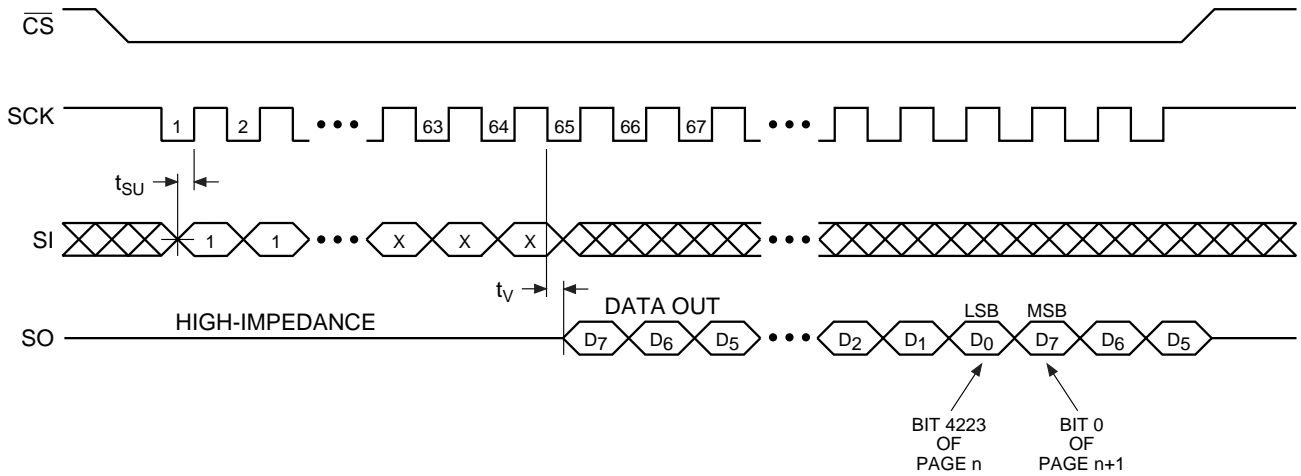 CS
SCK 1 2 ••• 63 64 65 66 67 •••
tSU
SI 1 1 ••• X X X •••
tV
HIGH-IMPEDANCE DATA OUT LSB MSB
SO D7 D6 D5 ••• D2 D1 D0 D7 D6 D5
BIT 4223
OF
PAGE n
BIT 0
OF
PAGE n+1